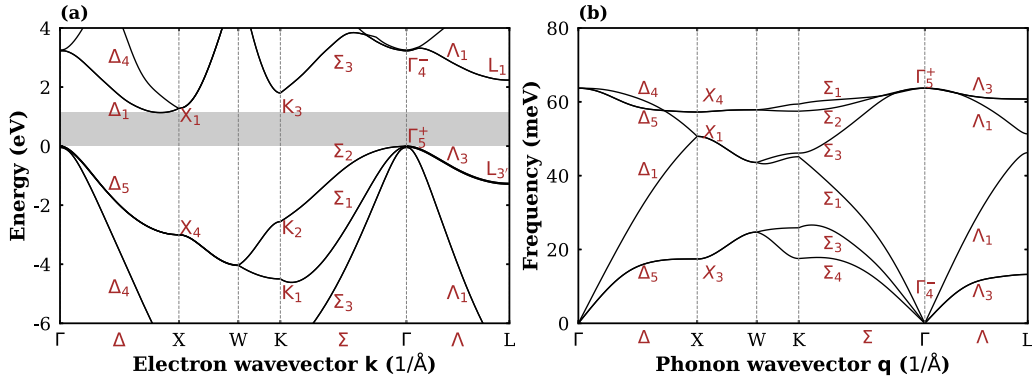 (a)
4
2
0
-2
-4
-6
Energy (eV)
Δ4
Δ1
X1
K3
Σ3
Γ4−
Λ1
L1
Γ5+
Δ5
X4
Σ2
Λ3
L3′
Σ1
K2
K1
Σ3
Δ4
Λ1
Γ Δ X W K Σ Γ Λ L
Electron wavevector k (1/Å)
(b)
80
60
40
20
0
Frequency (meV)
Δ4
X4
Σ1
Γ5+
Λ3
Δ5
Σ2
Λ1
X1
Σ3
Δ1
Σ1
Λ1
Δ5
X3
Σ3
Σ4
Γ4−
Λ3
Γ Δ X W K Σ Γ Λ L
Phonon wavevector q (1/Å)